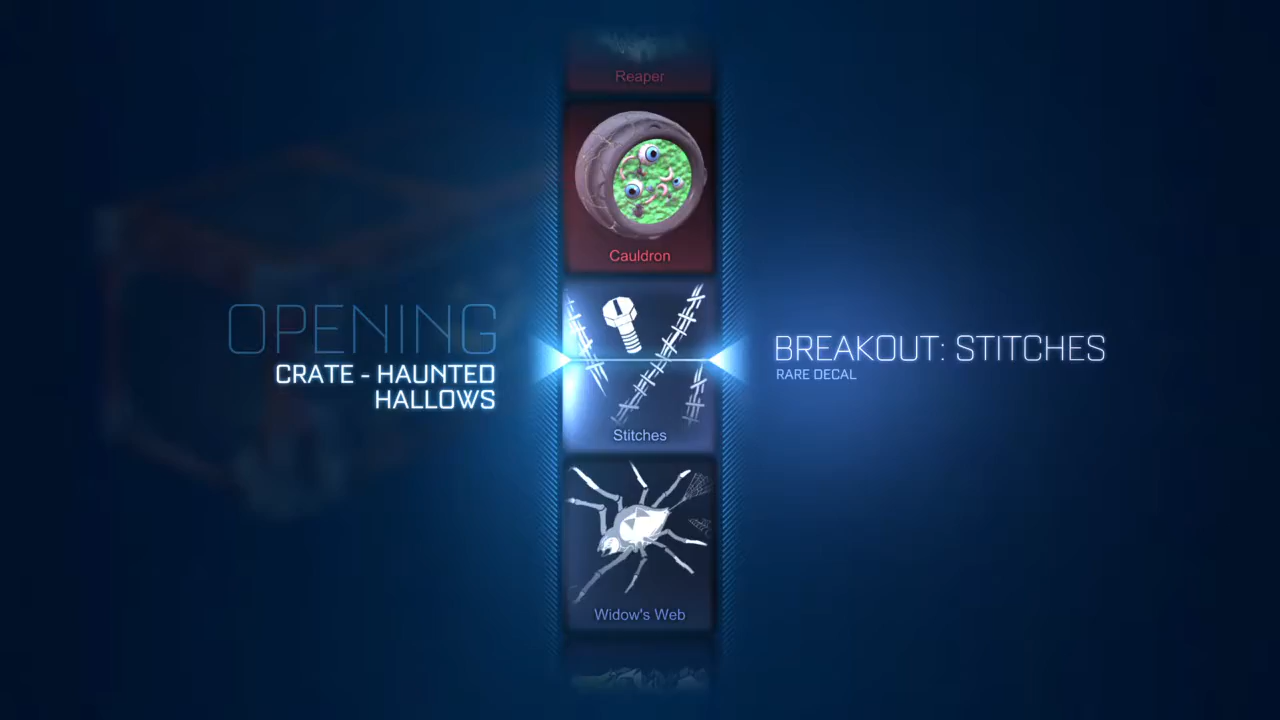 Reaper
Cauldron
OPENING
CRATE - HAUNTED
HALLOWS
BREAKOUT: STITCHES
RARE DECAL
Stitches
Widow's Web